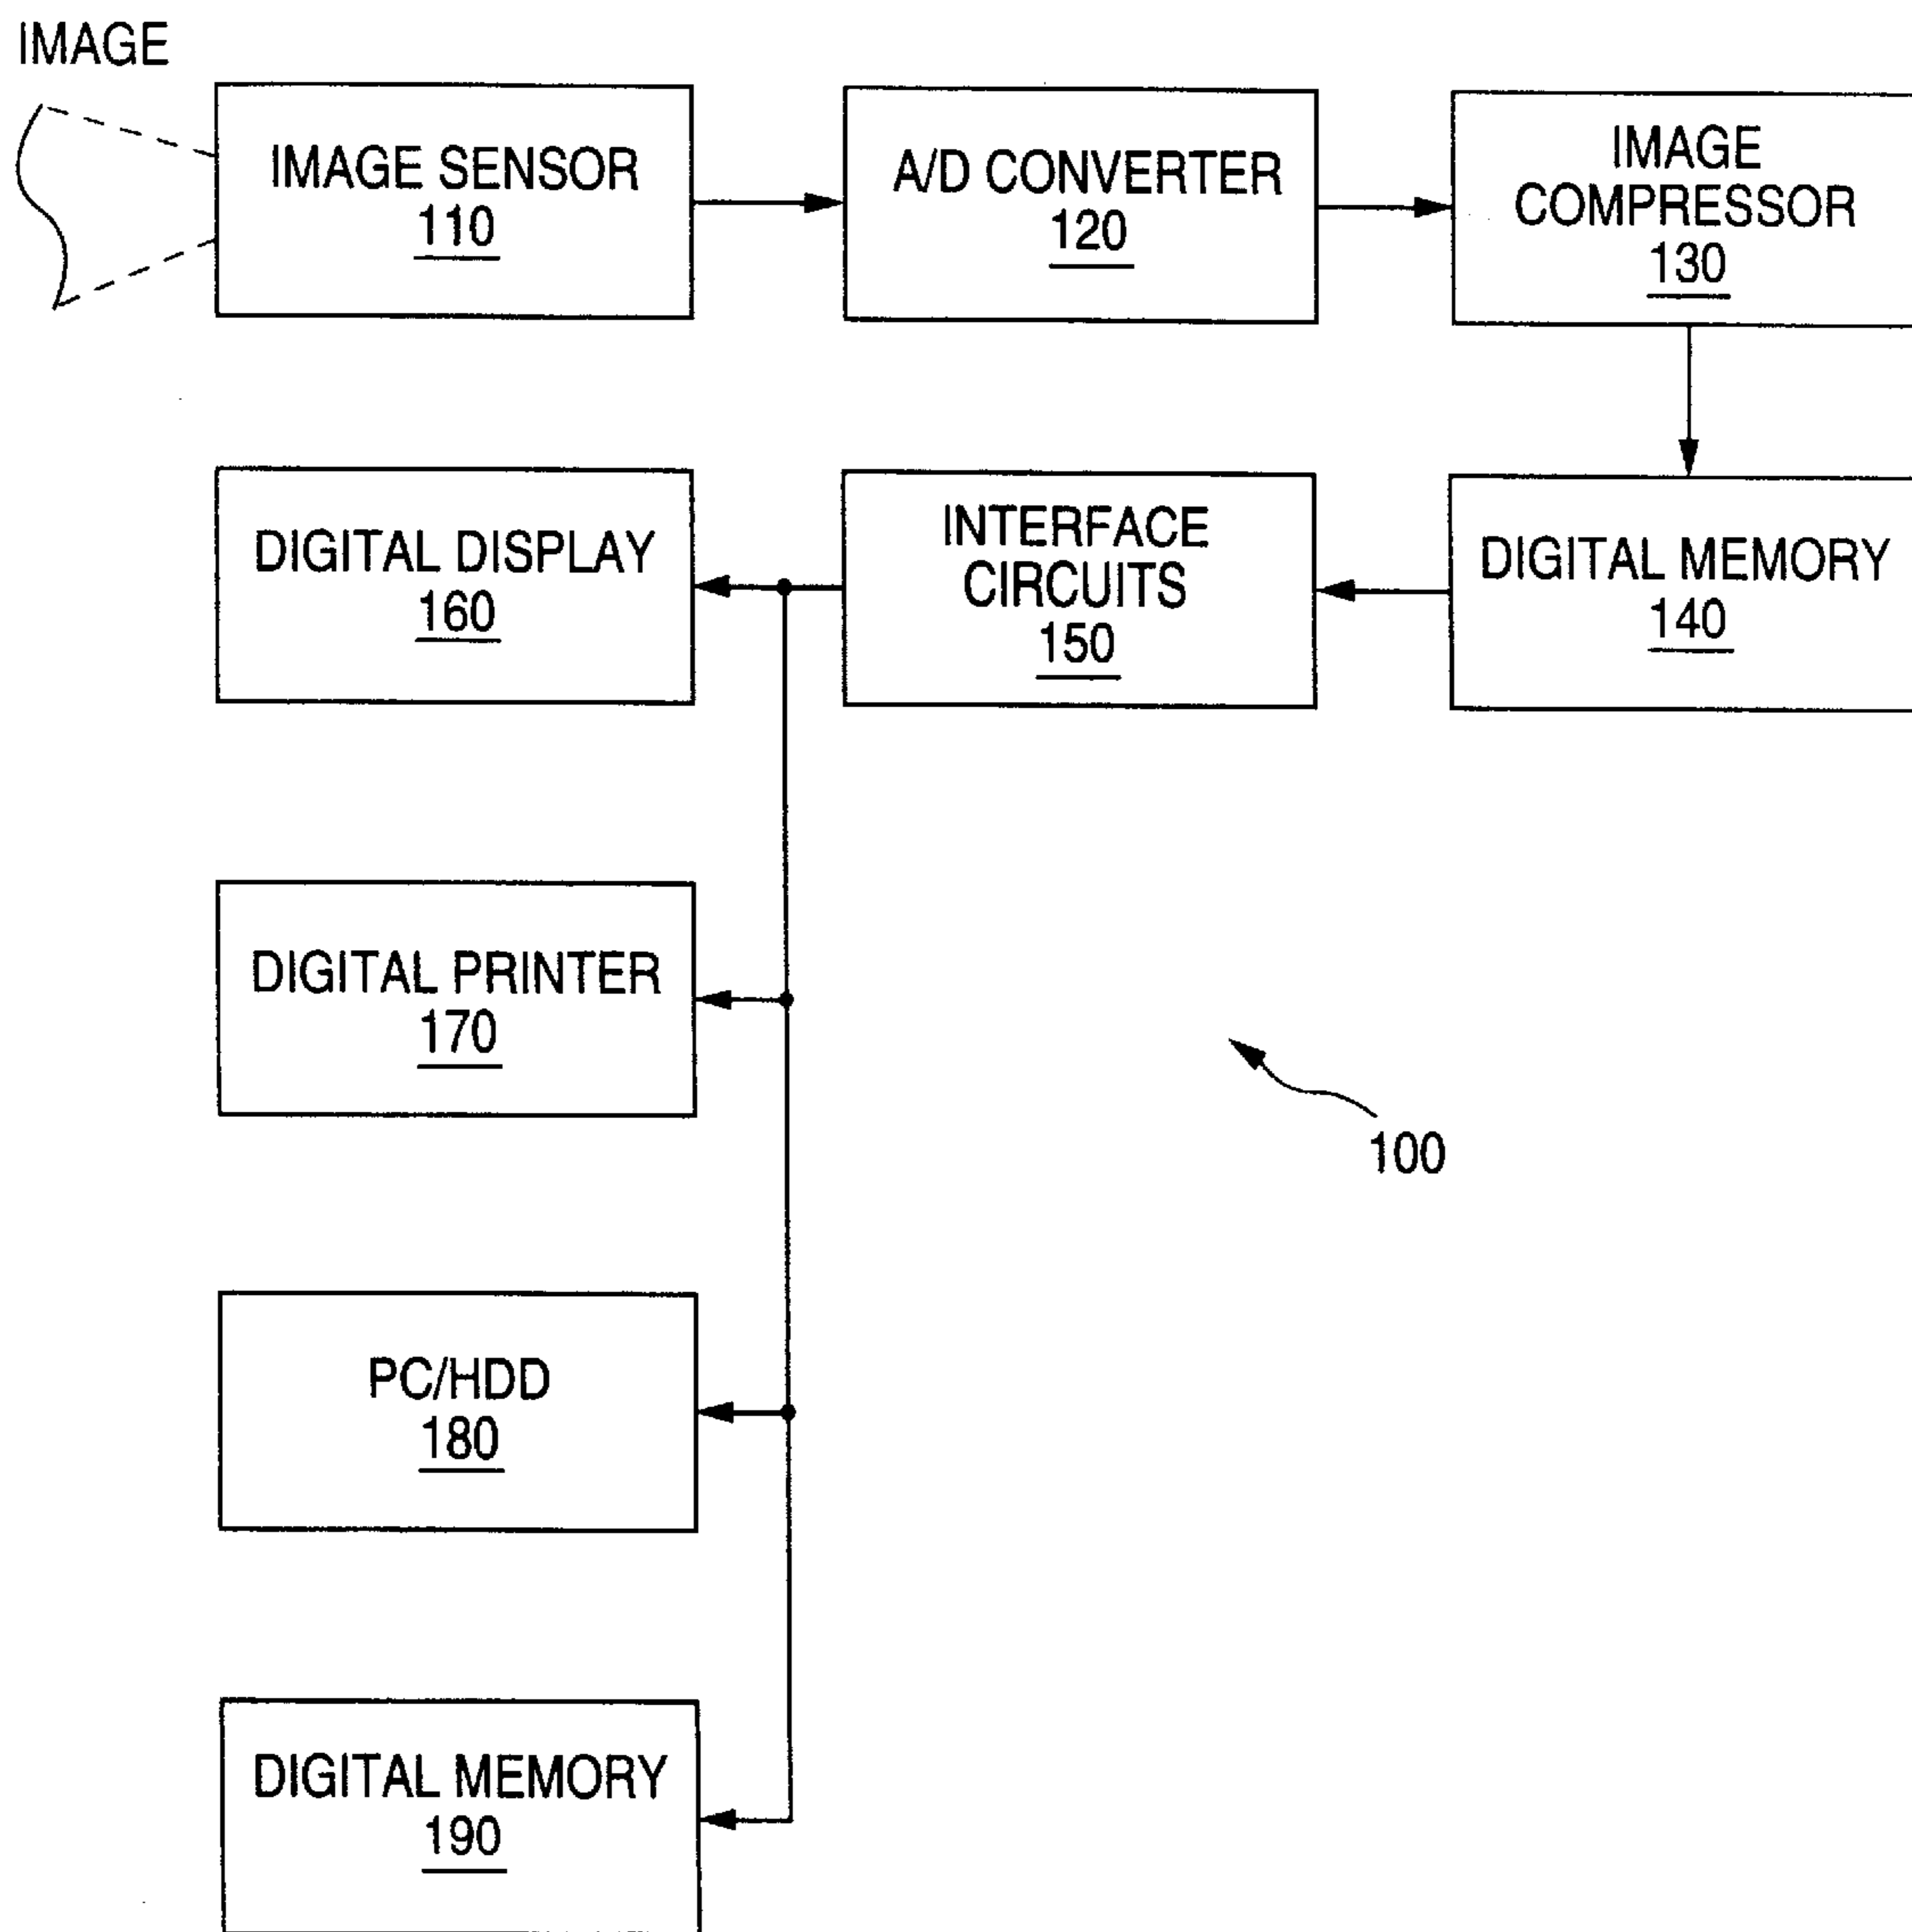 IMAGE
IMAGE SENSOR
110
A/D CONVERTER
120
IMAGE
COMPRESSOR
130
DIGITAL DISPLAY
160
INTERFACE
CIRCUITS
150
DIGITAL MEMORY
140
DIGITAL PRINTER
170
100
PC/HDD
180
DIGITAL MEMORY
190